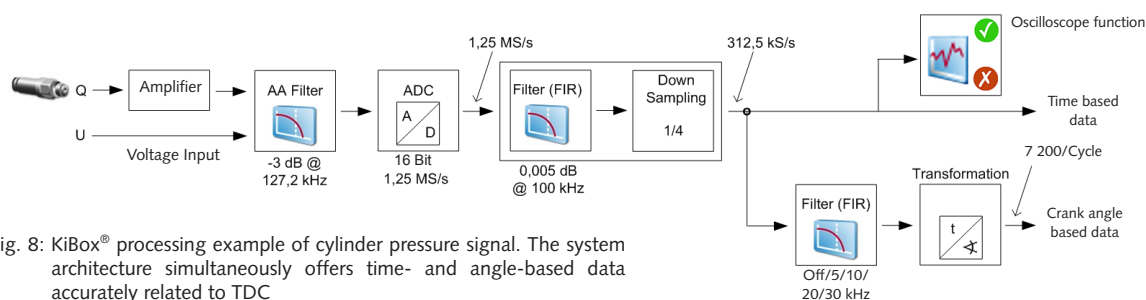 Q
Amplifier
U
Voltage Input
AA Filter
-3 dB @
127,2 kHz
ADC
A
D
16 Bit
1,25 MS/s
1,25 MS/s
Filter (FIR)
0,005 dB
@ 100 kHz
Down
Sampling
1/4
312,5 kS/s
Oscilloscope function
Time based
data
7 200/Cycle
Filter (FIR)
Off/5/10/
20/30 kHz
Transformation
t
Crank angle
based data
ig. 8: KiBox® processing example of cylinder pressure signal. The system
architecture simultaneously offers time- and angle-based data
accurately related to TDC